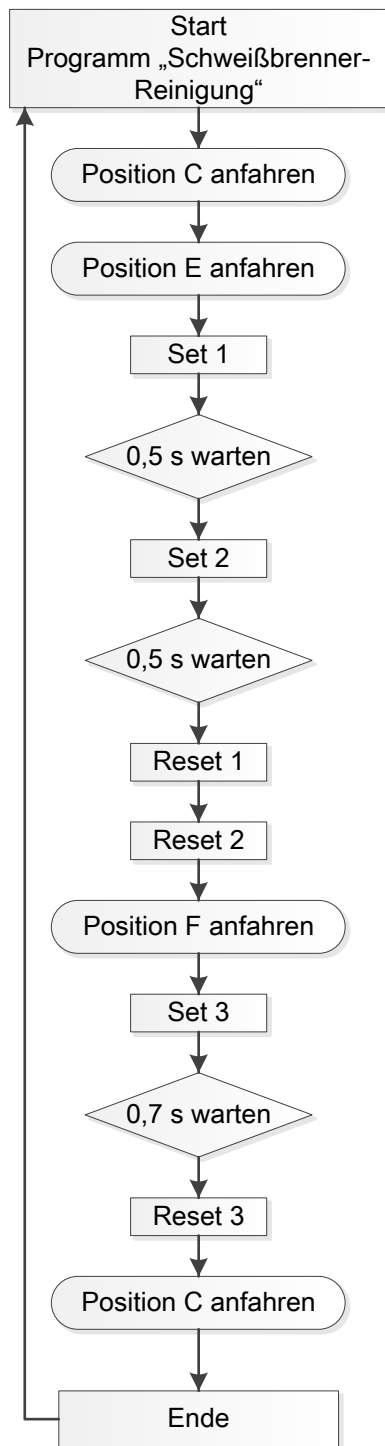 Start
Programm „Schweißbrenner-
Reinigung“
Position C anfahren
Position E anfahren
Set 1
0,5 s warten
Set 2
0,5 s warten
Reset 1
Reset 2
Position F anfahren
Set 3
0,7 s warten
Reset 3
Position C anfahren
Ende